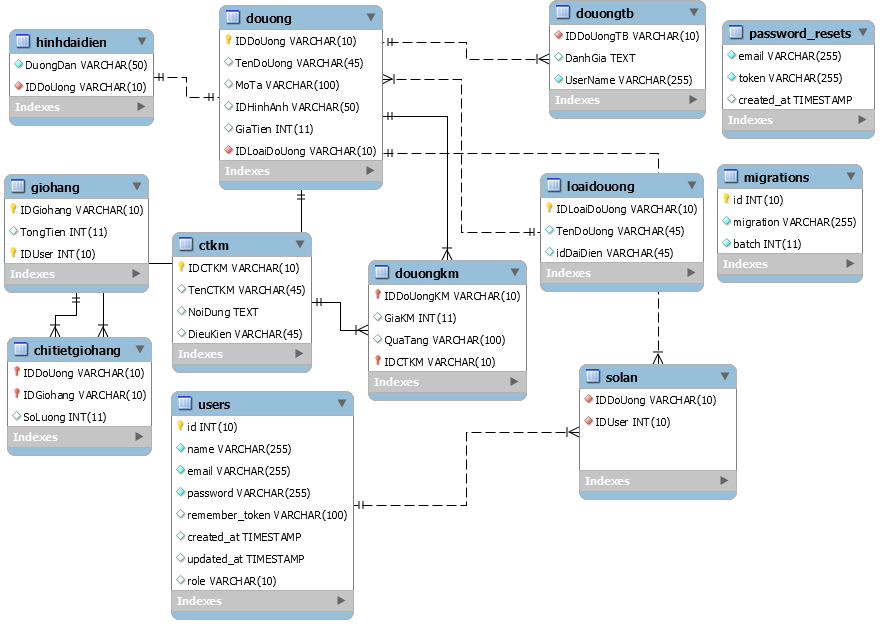 hinhdaidien
DuongDan VARCHAR(50)
IDDoUong VARCHAR(10)
Indexes
douong
IDDoUong VARCHAR(10)
TenDoUong VARCHAR(45)
MoTa VARCHAR(100)
IDHinhAnh VARCHAR(50)
GiaTien INT(11)
IDLoaiDoUong VARCHAR(10)
Indexes
douongtb
IDDoUongTB VARCHAR(10)
DanhGia TEXT
UserName VARCHAR(255)
Indexes
password_resets
email VARCHAR(255)
token VARCHAR(255)
created_at TIMESTAMP
Indexes
giohang
IDGiohang VARCHAR(10)
TongTien INT(11)
IDUser INT(10)
Indexes
ctkm
IDCTKM VARCHAR(10)
TenCTKM VARCHAR(45)
NoiDung TEXT
DieuKien VARCHAR(45)
Indexes
douongkm
IDDoUongKM VARCHAR(10)
GiaKM INT(11)
QuaTang VARCHAR(100)
IDCTKM VARCHAR(10)
Indexes
loaidouong
IDLoaiDoUong VARCHAR(10)
TenDoUong VARCHAR(45)
idDaiDien VARCHAR(45)
Indexes
migrations
id INT(10)
migration VARCHAR(255)
batch INT(11)
Indexes
chitietgiohang
IDDoUong VARCHAR(10)
IDGiohang VARCHAR(10)
SoLuong INT(11)
Indexes
users
id INT(10)
name VARCHAR(255)
email VARCHAR(255)
password VARCHAR(255)
remember_token VARCHAR(100)
created_at TIMESTAMP
updated_at TIMESTAMP
role VARCHAR(10)
Indexes
solan
IDDoUong VARCHAR(10)
IDUser INT(10)
Indexes